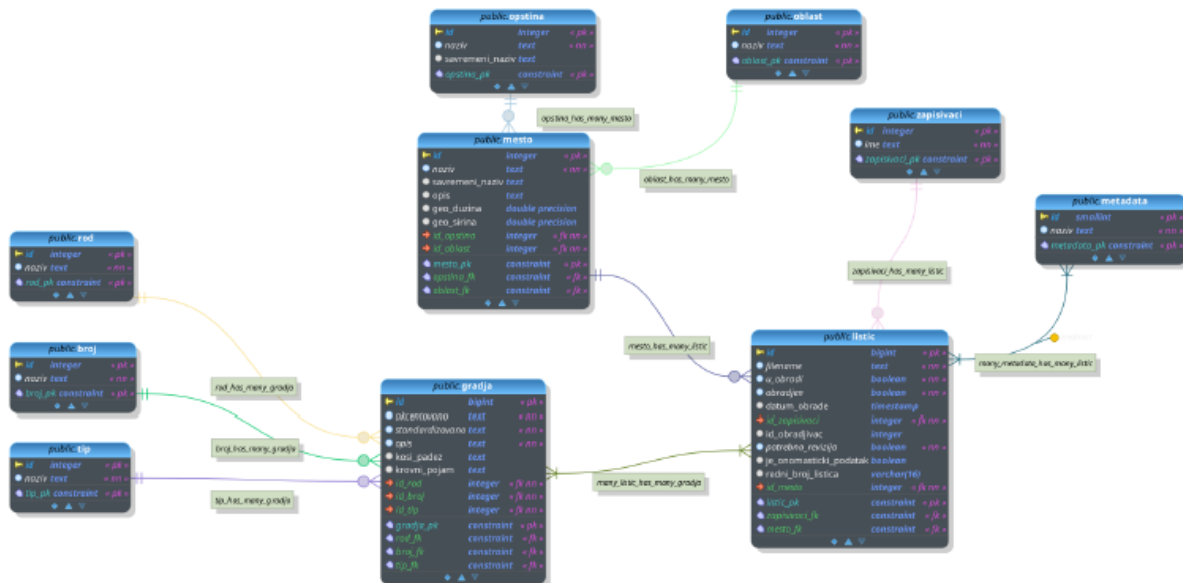 public.opstina
id integer « pk »
naziv text « nn »
savremeni_naziv text
opstina_pk constraint « pk »
public.oblast
id integer « pk »
naziv text « nn »
oblast_pk constraint « pk »
opstina_has_many_mesto
oblast_has_many_mesto
public.mesto
id integer « pk »
naziv text « nn »
savremeni_naziv text
opis text
geo_duzina double precision
geo_sirina double precision
id_opstina integer « fk nn »
id_oblast integer « fk nn »
mesto_pk constraint « pk »
opstina_fk constraint « fk »
oblast_fk constraint « fk »
public.zapisivaci
id integer « pk »
ime text « nn »
zapisivaci_pk constraint « pk »
public.metadata
id smallint « pk »
naziv text « nn »
metadata_pk constraint « pk »
zapisivaci_has_many_listic
public.rod
id integer « pk »
naziv text « nn »
rod_pk constraint « pk »
public.broj
id integer « pk »
naziv text « nn »
broj_pk constraint « pk »
public.tip
id integer « pk »
naziv text « nn »
tip_pk constraint « pk »
rod_has_many_gradja
broj_has_many_gradja
tip_has_many_gradja
mesto_has_many_listic
many_metadata_has_many_listic
many_listic_has_many_gradja
public.gradja
id bigint « pk »
akcentovano text « nn »
standardizovano text « nn »
opis text « nn »
kosi_padez text
krovni_pojam text
id_rod integer « fk nn »
id_broj integer « fk nn »
id_tip integer « fk nn »
gradja_pk constraint « pk »
rod_fk constraint « fk »
broj_fk constraint « fk »
tip_fk constraint « fk »
public.listic
id bigint « pk »
filename text « nn »
u_obradi boolean « nn »
obradjen boolean « nn »
datum_obrade timestamp
id_zapisivaci integer « fk nn »
id_obradjivac integer
potrebna_revizija boolean « nn »
je_onomasticki_podatak boolean
redni_broj_listica varchar(16)
id_mesto integer « fk nn »
listic_pk constraint « pk »
zapisivaci_fk constraint « fk »
mesto_fk constraint « fk »